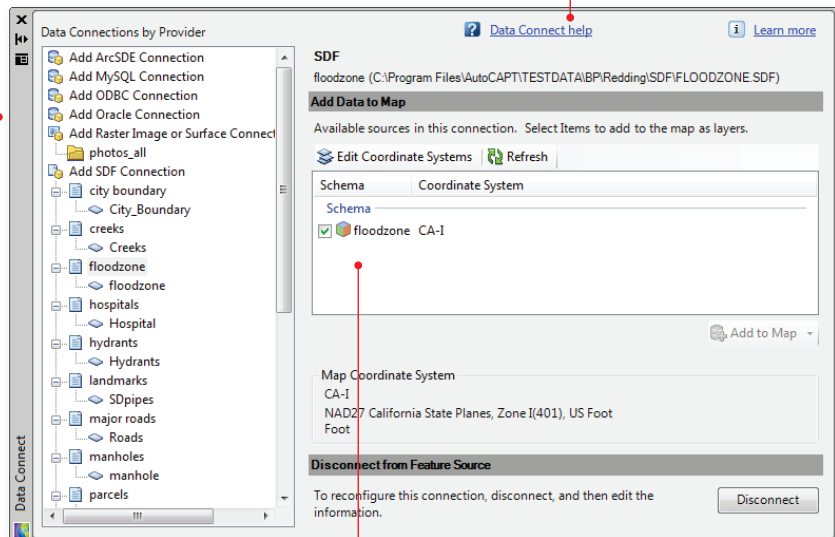 Data Connections by Provider
Data Connect help
Learn more
Add ArcSDE Connection
Add MySQL Connection
Add ODBC Connection
Add Oracle Connection
Add Raster Image or Surface Connect
photos_all
Add SDF Connection
city boundary
City_Boundary
creeks
Creeks
floodzone
floodzone
hospitals
Hospital
hydrants
Hydrants
landmarks
SDpipes
major roads
Roads
manholes
manhole
parcels
Data Connect
SDF
floodzone (C:\Program Files\AutoCAPT\TESTDATA\BP\Redding\SDF\FLOODZONE.SDF)
Add Data to Map
Available sources in this connection. Select Items to add to the map as layers.
Edit Coordinate Systems Refresh
Schema Coordinate System
Schema
floodzone CA-I
Add to Map
Map Coordinate System
CA-I
NAD27 California State Planes, Zone I(401), US Foot
Foot
Disconnect from Feature Source
To reconfigure this connection, disconnect, and then edit the
information.
Disconnect